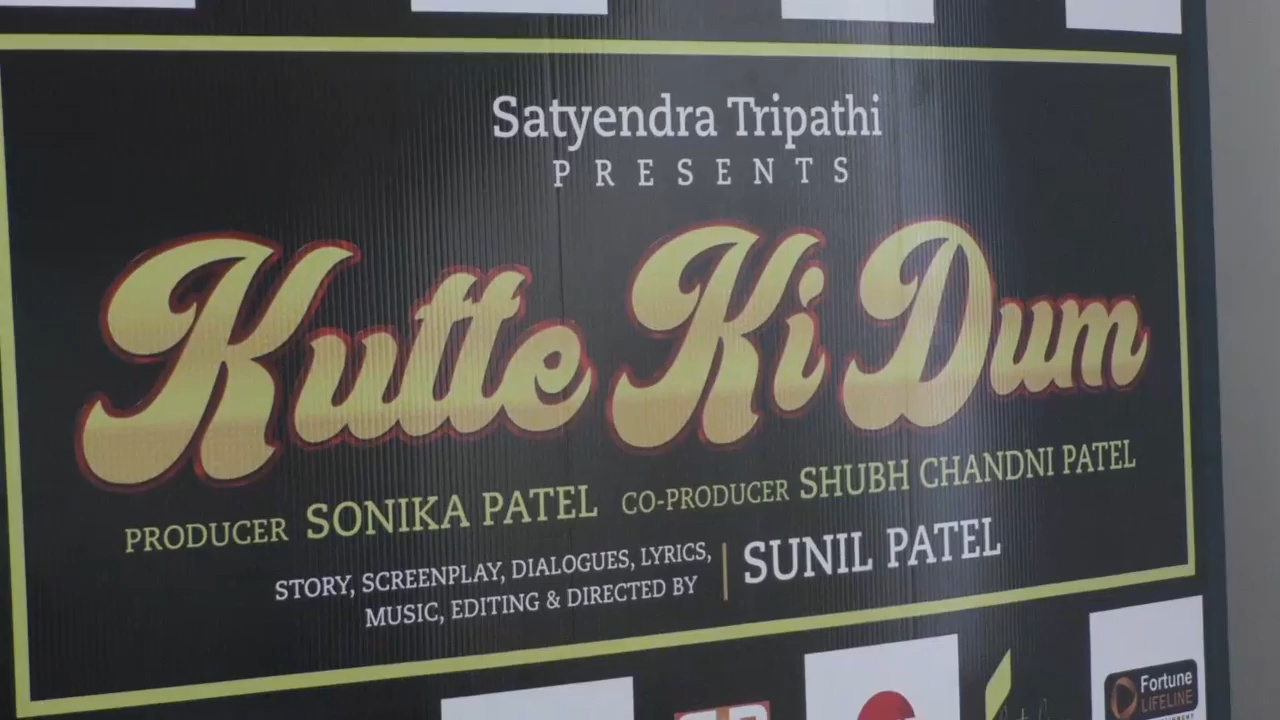 Satyendra Tripathi
PRESENTS
Kutte Ki Dum
PRODUCER SONIKA PATEL CO-PRODUCER SHUBH CHANDNI PATEL
STORY, SCREENPLAY, DIALOGUES, LYRICS,
MUSIC, EDITING & DIRECTED BY
SUNIL PATEL
Fortune
LIFELINE